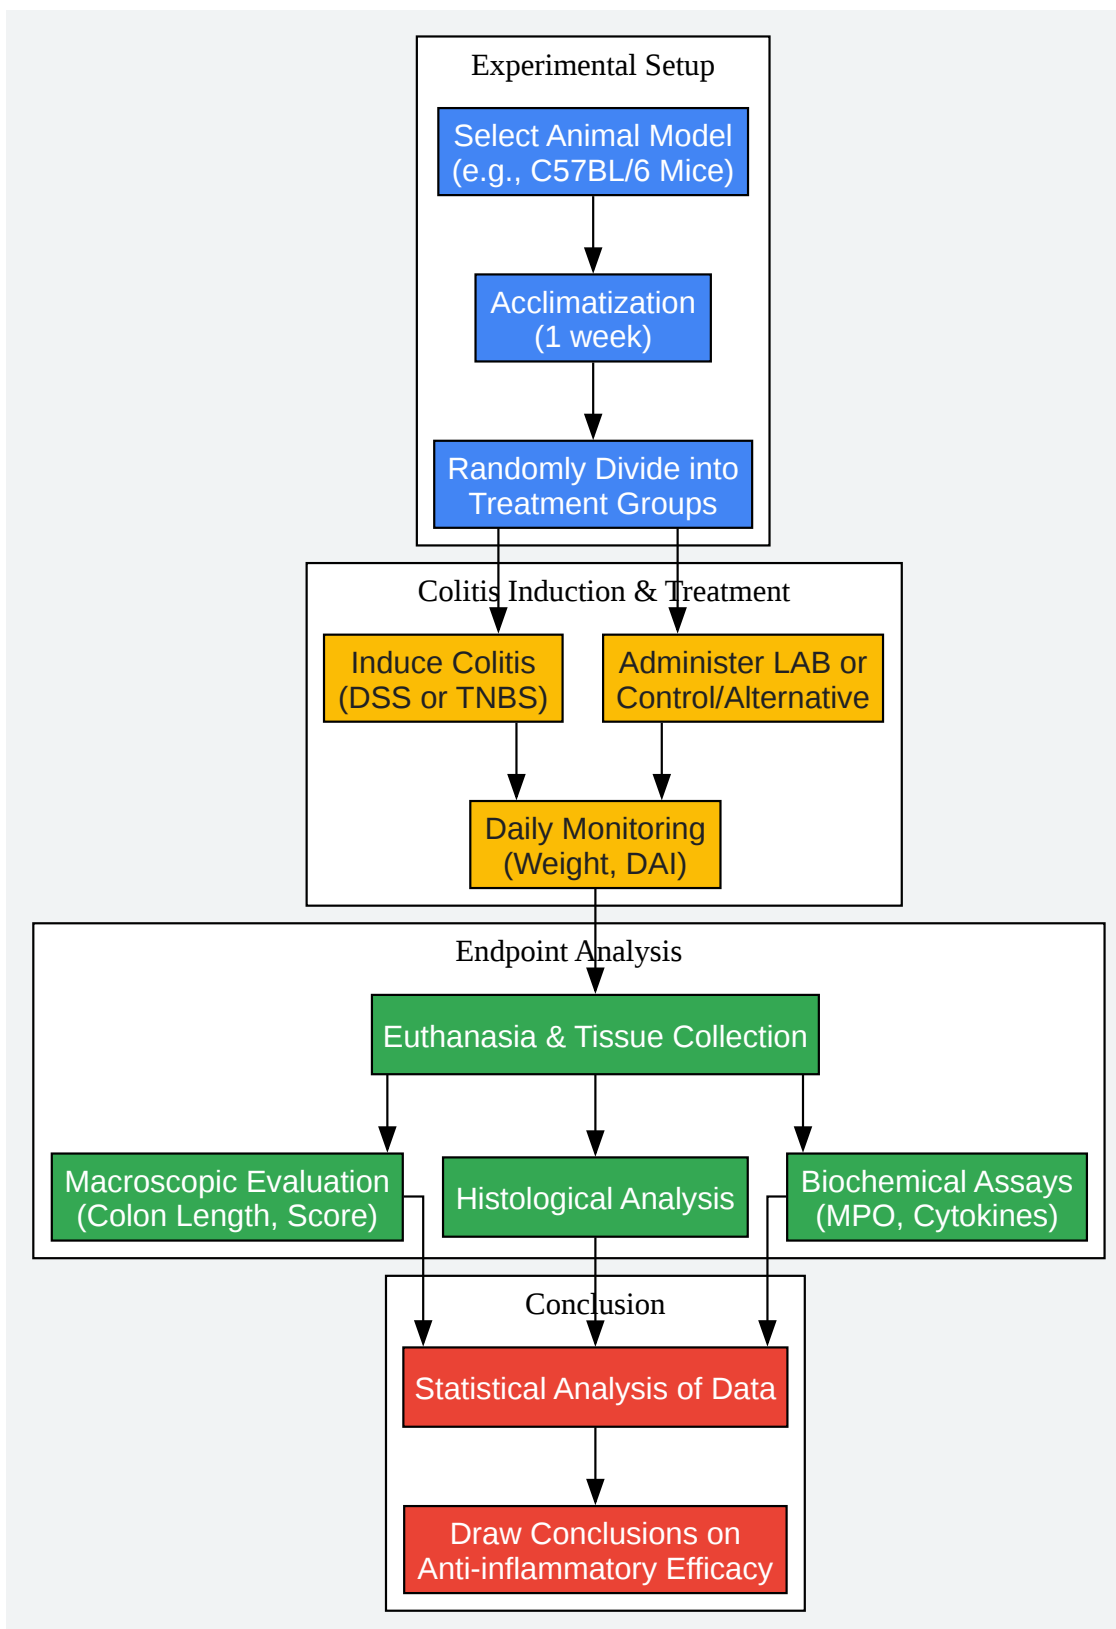 Experimental Setup
Select Animal Model
(e.g., C57BL/6 Mice)
Acclimatization
(1 week)
Randomly Divide into
Treatment Groups
Colitis Induction & Treatment
Induce Colitis
(DSS or TNBS)
Administer LAB or
Control/Alternative
Daily Monitoring
(Weight, DAI)
Endpoint Analysis
Euthanasia & Tissue Collection
Macroscopic Evaluation
(Colon Length, Score)
Histological Analysis
Biochemical Assays
(MPO, Cytokines)
Conclusion
Statistical Analysis of Data
Draw Conclusions on
Anti-inflammatory Efficacy